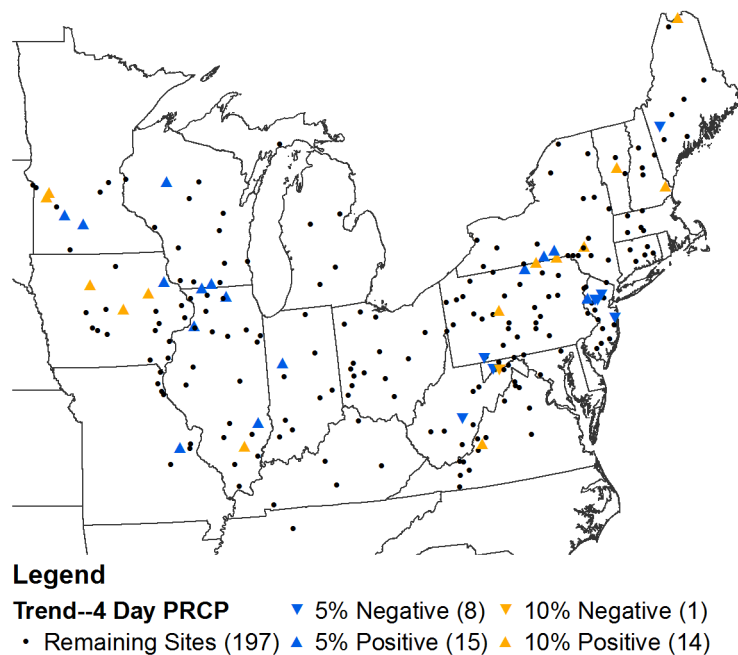 Legend
Trend--4 Day PRCP 5% Negative (8) 10% Negative (1)
Remaining Sites (197) 5% Positive (15) 10% Positive (14)